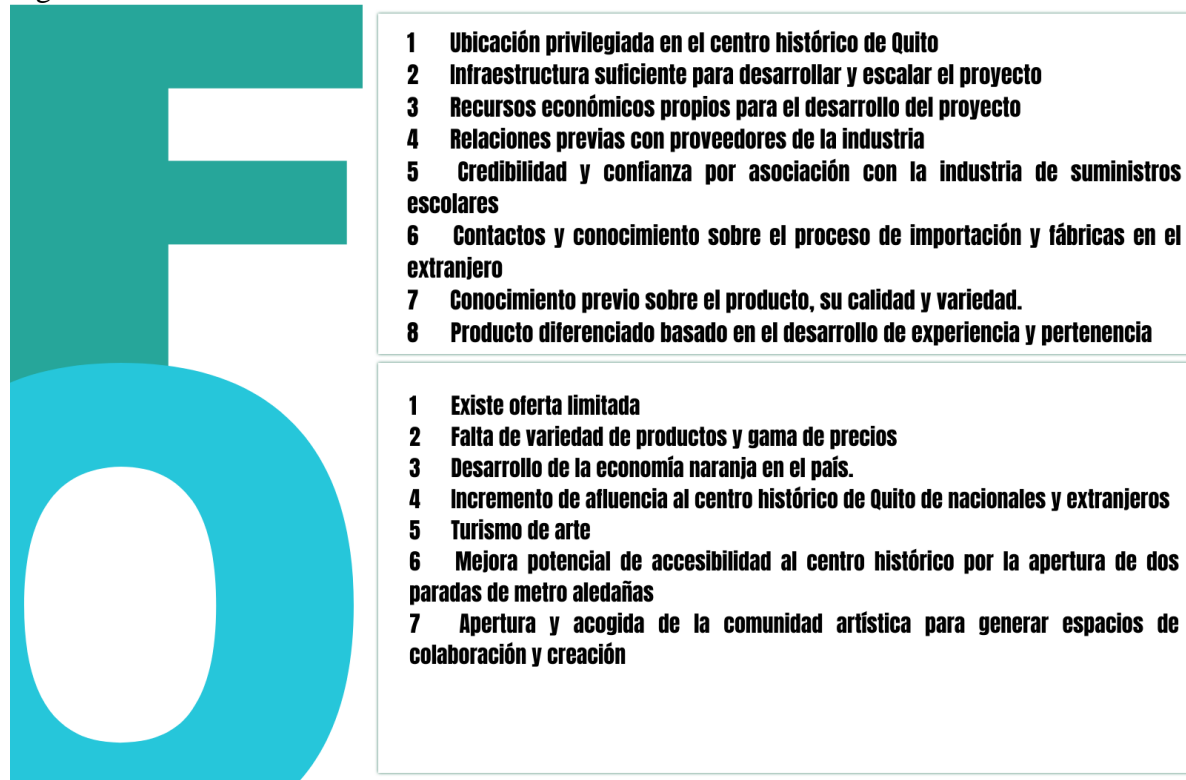 F
1 Ubicación privilegiada en el centro histórico de Quito
2 Infraestructura suficiente para desarrollar y escalar el proyecto
3 Recursos económicos propios para el desarrollo del proyecto
4 Relaciones previas con proveedores de la industria
5 Credibilidad y confianza por asociación con la industria de suministros
escolares
6 Contactos y conocimiento sobre el proceso de importación y fábricas en el
extranjero
7 Conocimiento previo sobre el producto, su calidad y variedad.
8 Producto diferenciado basado en el desarrollo de experiencia y pertenencia
O
1 Existe oferta limitada
2 Falta de variedad de productos y gama de precios
3 Desarrollo de la economía naranja en el país.
4 Incremento de afluencia al centro histórico de Quito de nacionales y extranjeros
5 Turismo de arte
6 Mejora potencial de accesibilidad al centro histórico por la apertura de dos
paradas de metro aledañas
7 Apertura y acogida de la comunidad artística para generar espacios de
colaboración y creación